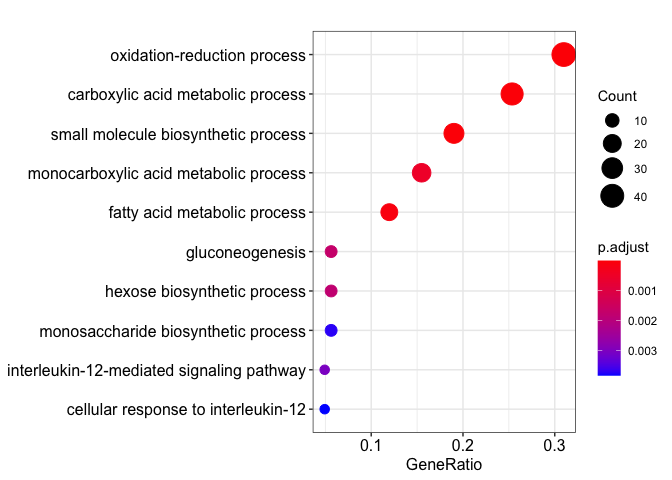 oxidation-reduction process
carboxylic acid metabolic process
small molecule biosynthetic process
monocarboxylic acid metabolic process
fatty acid metabolic process
gluconeogenesis
hexose biosynthetic process
monosaccharide biosynthetic process
interleukin-12-mediated signaling pathway
cellular response to interleukin-12
0.1 0.2 0.3
GeneRatio
Count
10
20
30
40
p.adjust
0.001
0.002
0.003